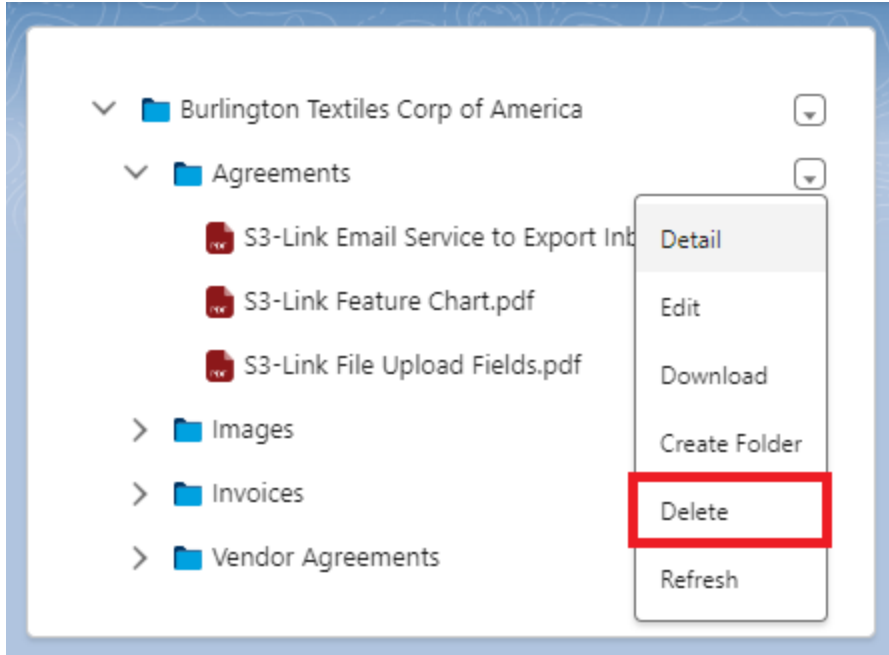 Burlington Textiles Corp of America
Agreements
S3-Link Email Service to Export
S3-Link Feature Chart.pdf
S3-Link File Upload Fields.pdf
Images
Invoices
Vendor Agreements
Detail
Edit
Download
Create Folder
Delete
Refresh